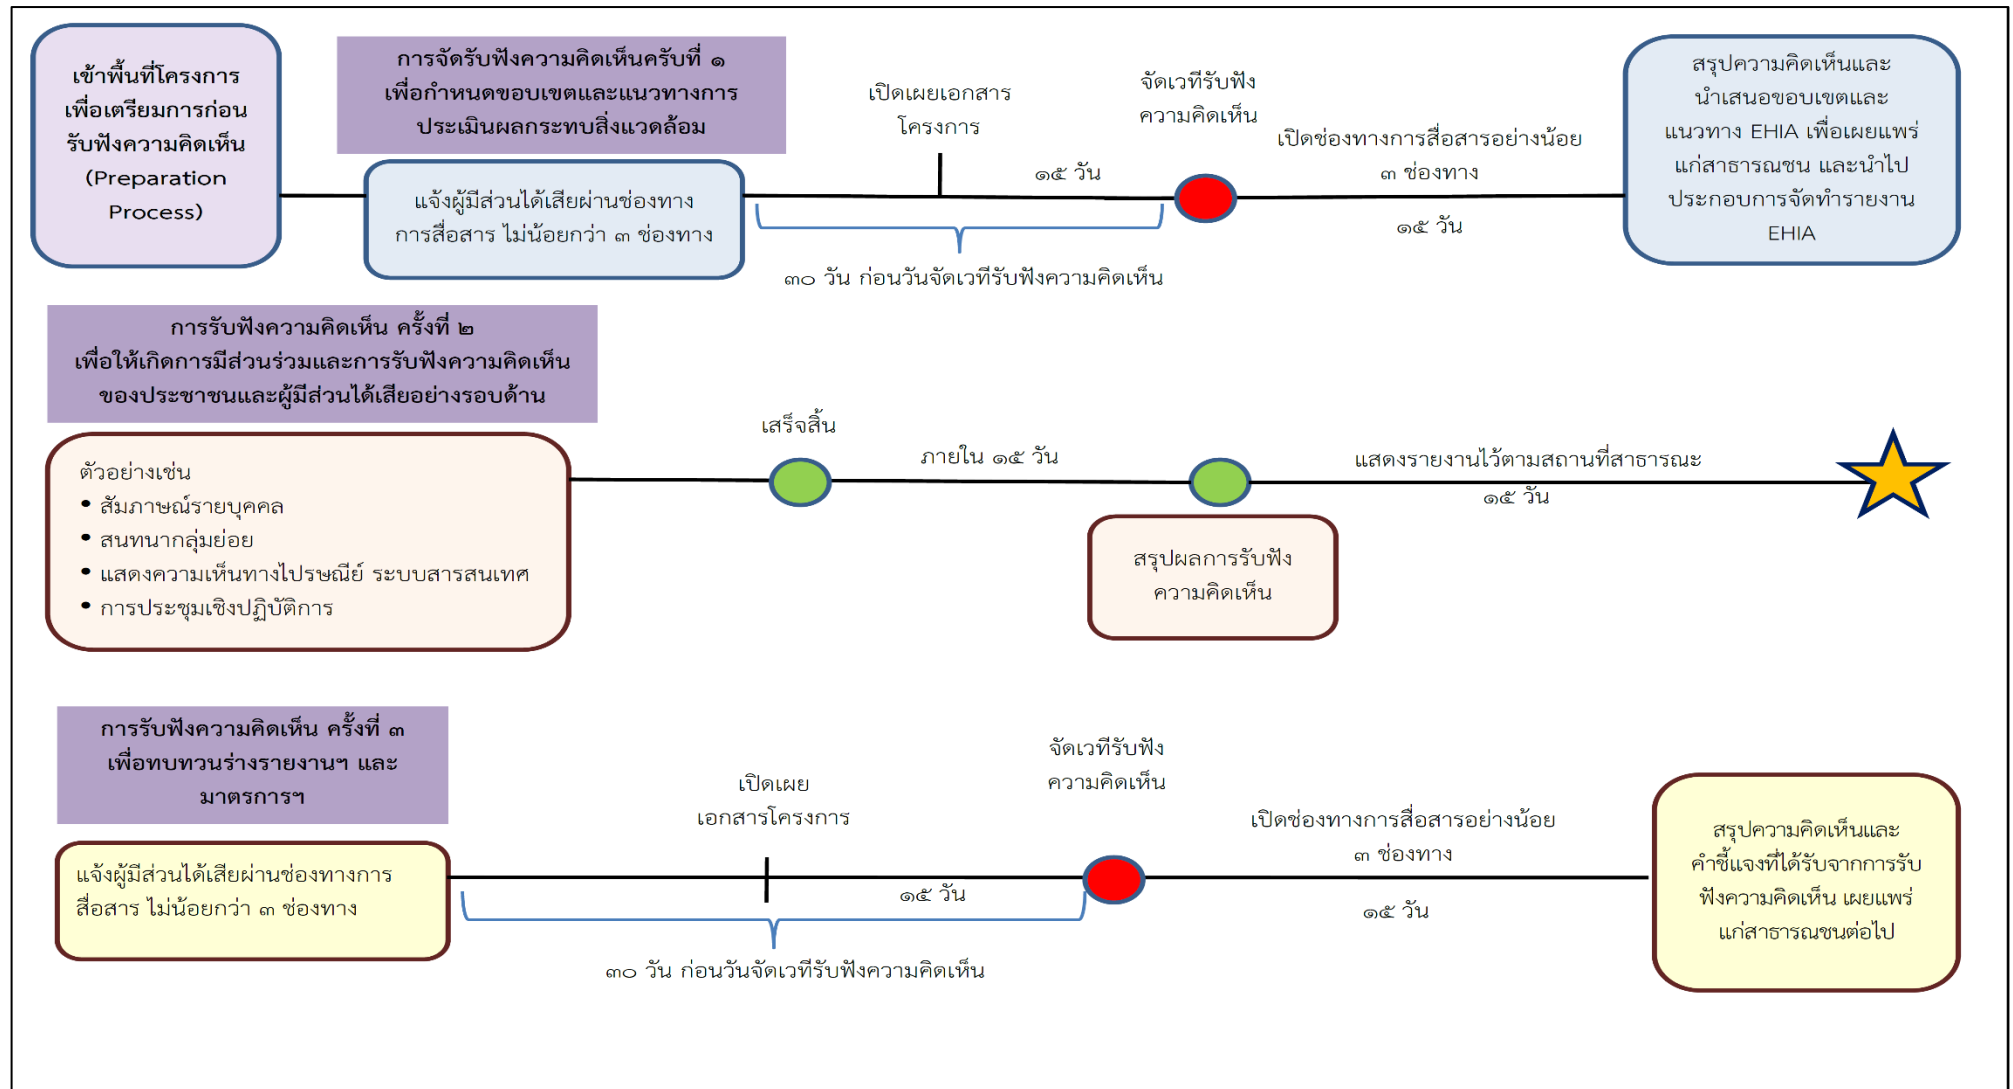 เข้าพื้นที่โครงการ
เพื่อเตรียมการก่อน
รับฟังความคิดเห็น
(Preparation
Process)
การจัดรับฟังความคิดเห็นครับที่ ๑
เพื่อกำหนดขอบเขตและแนวทางการ
ประเมินผลกระทบสิ่งแวดล้อม
แจ้งผู้มีส่วนได้เสียผ่านช่องทาง
การสื่อสาร ไม่น้อยกว่า ๓ ช่องทาง
เปิดเผยเอกสาร
โครงการ
๑๕ วัน
๓๐ วัน ก่อนวันจัดเวทีรับฟังความคิดเห็น
จัดเวทีรับฟัง
ความคิดเห็น
เปิดช่องทางการสื่อสารอย่างน้อย
๓ ช่องทาง
๑๕ วัน
สรุปความคิดเห็นและ
นำเสนอขอบเขตและ
แนวทาง EHIA เพื่อเผยแพร่
แก่สาธารณชน และนำไป
ประกอบการจัดทำรายงาน
EHIA
การรับฟังความคิดเห็น ครั้งที่ ๒
เพื่อให้เกิดการมีส่วนร่วมและการรับฟังความคิดเห็น
ของประชาชนและผู้มีส่วนได้เสียอย่างรอบด้าน
ตัวอย่างเช่น
• สัมภาษณ์รายบุคคล
• สนทนากลุ่มย่อย
• แสดงความเห็นทางไปรษณีย์ ระบบสารสนเทศ
• การประชุมเชิงปฏิบัติการ
เสร็จสิ้น
ภายใน ๑๕ วัน
สรุปผลการรับฟัง
ความคิดเห็น
แสดงรายงานไว้ตามสถานที่สาธารณะ
๑๕ วัน
การรับฟังความคิดเห็น ครั้งที่ ๓
เพื่อทบทวนร่างรายงานฯ และ
มาตรการฯ
แจ้งผู้มีส่วนได้เสียผ่านช่องทางการ
สื่อสาร ไม่น้อยกว่า ๓ ช่องทาง
เปิดเผย
เอกสารโครงการ
๑๕ วัน
๓๐ วัน ก่อนวันจัดเวทีรับฟังความคิดเห็น
จัดเวทีรับฟัง
ความคิดเห็น
เปิดช่องทางการสื่อสารอย่างน้อย
๓ ช่องทาง
๑๕ วัน
สรุปความคิดเห็นและ
คำชี้แจงที่ได้รับจากการรับ
ฟังความคิดเห็น เผยแพร่
แก่สาธารณชนต่อไป